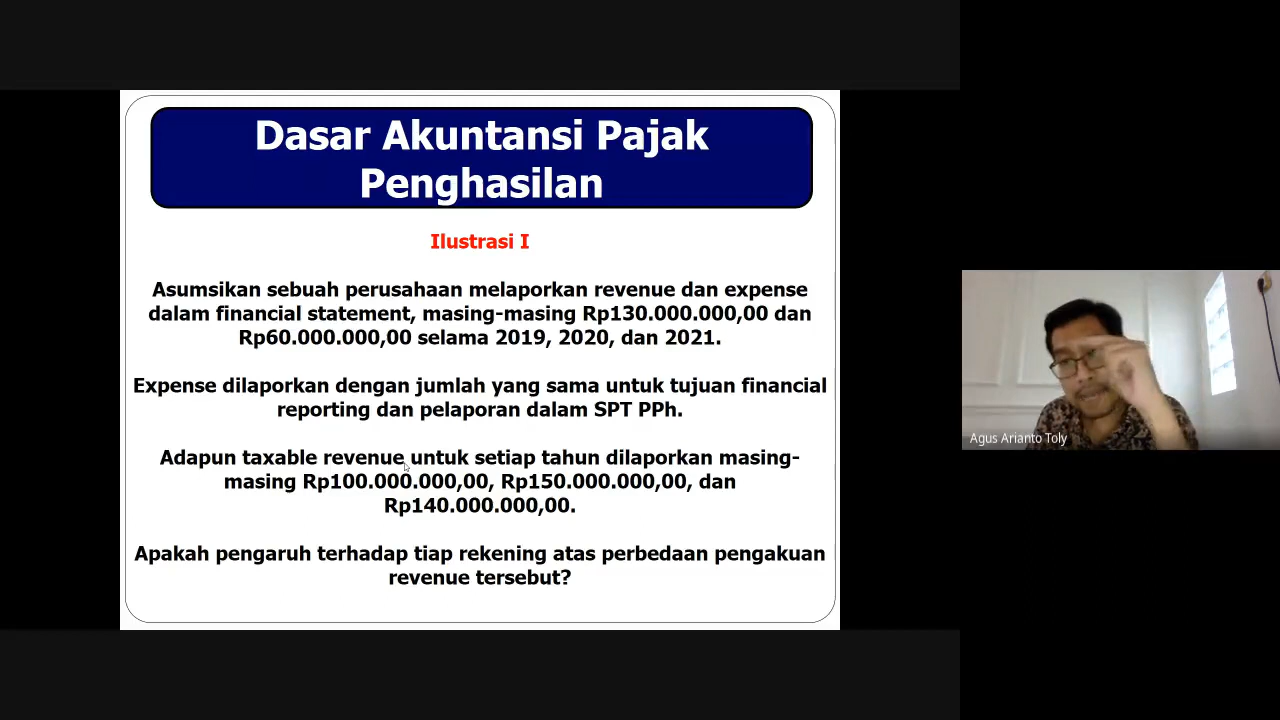 Dasar Akuntansi Pajak
Penghasilan
Ilustrasi I
Asumsikan sebuah perusahaan melaporkan revenue dan expense
dalam financial statement, masing-masing Rp130.000.000,00 dan
Rp60.000.000,00 selama 2019, 2020, dan 2021.
Expense dilaporkan dengan jumlah yang sama untuk tujuan financial
reporting dan pelaporan dalam SPT PPh.
Adapun taxable revenue untuk setiap tahun dilaporkan masing-
masing Rp100.000.000,00, Rp150.000.000,00, dan
Rp140.000.000,00.
Apakah pengaruh terhadap tiap rekening atas perbedaan pengakuan
revenue tersebut?
Agus Arianto Toly